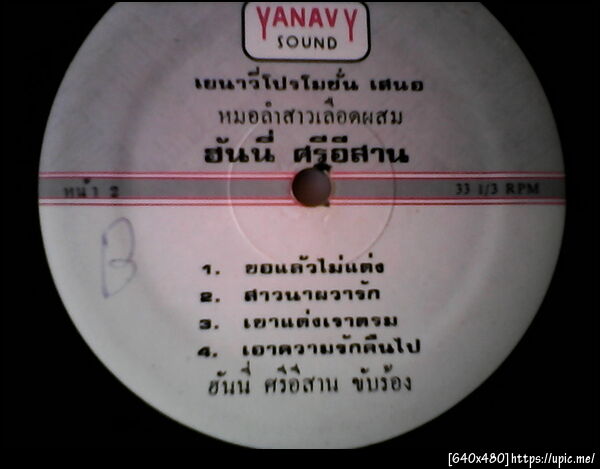 YANAVY
SOUND
เยนาวี่โปรโมชั่น เสนอ
หมอลำสาวเลือดผสม
ฮันนี่ ศรีอีสาน
หน้า 2
33 1/3 RPM
B
1. ขอแล้วไม่แต่ง
2. สาวนาผวารัก
3. เขาแต่งเราตรม
4. เอาความรักคืนไป
ฮันนี่ ศรีอีสาน ขับร้อง
[640x480]https://upic.me/